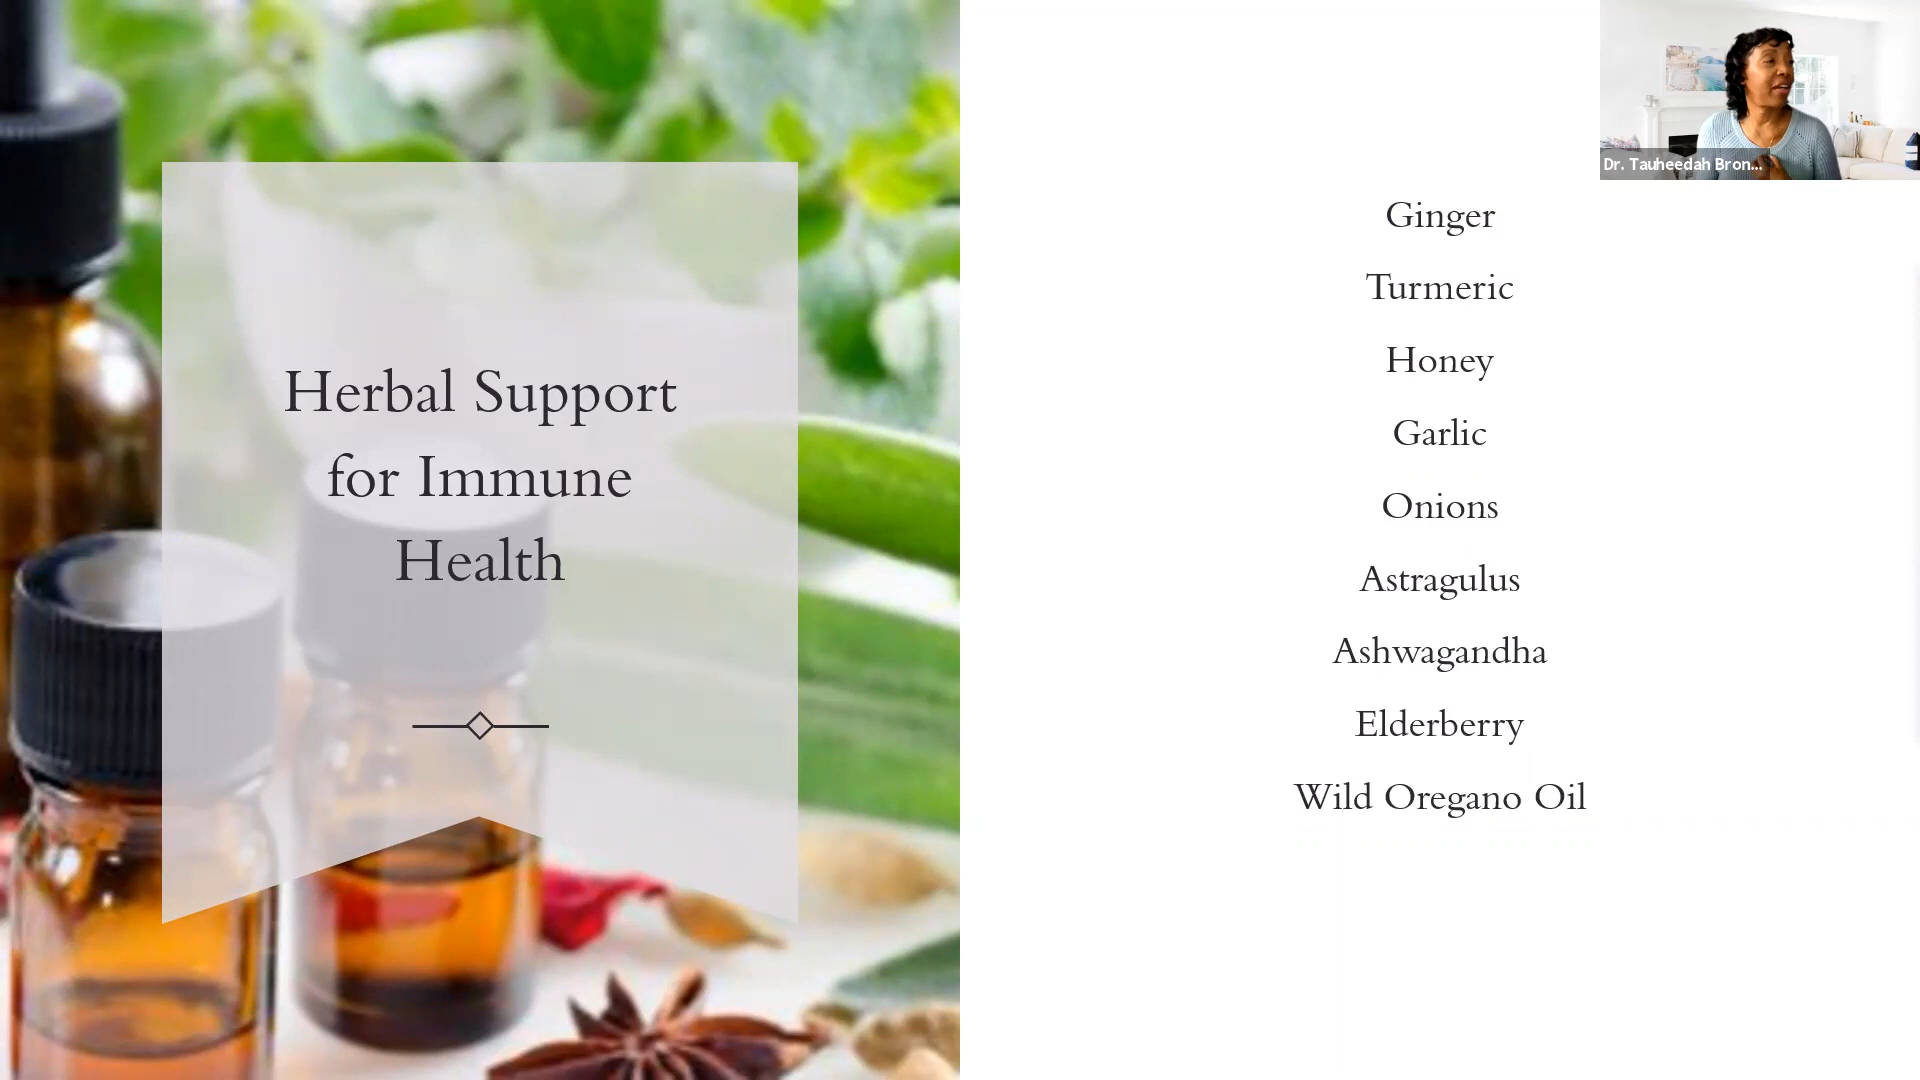 Herbal Support
for Immune
Health
Dr. Tauheedah Bron...
Ginger
Turmeric
Honey
Garlic
Onions
Astragulus
Ashwagandha
Elderberry
Wild Oregano Oil